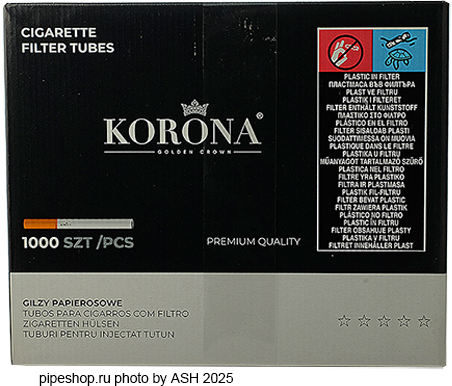 CIGARETTE
FILTER TUBES
KORONA®
GOLDEN CROWN
1000 SZT /PCS
PREMIUM QUALITY
PLASTIC IN FILTER
ПЛАСТМАСА ВЪВ ФИЛТЪРА
PLAST VE FILTRU
PLASTIK I FILTERET
FILTER ENTHÄLT KUNSTSTOFF
ΠΛΑΣΤΙΚΟ ΣΤΟ ΦΙΛΤΡΟ
PLÁSTICO EN EL FILTRO
FILTER SISALDAB PLASTI
SUODATTIMESSA ON MUOVIA
PLASTIQUE DANS LE FILTRE
PLASTIKA U FILTRU
MŰANYAGOT TARTALMAZÓ SZŰRŐ
PLASTICA NEL FILTRO
FILTRE YRA PLASTIKO
FILTRA IR PLASTMASA
PLASTIK FIL-FILTRU
FILTER BEVAT PLASTIC
FILTR ZAWIERA PLASTIK
PLÁSTICO NO FILTRO
PLASTIC ÎN FILTRU
FILTER OBSAHUJE PLASTY
PLASTIKA V FILTRU
FILTRET INNEHÅLLER PLAST
GILZY PAPIEROSOWE
TUBOS PARA CIGARROS COM FILTRO
ZIGARETTEN HÜLSEN
TUBURI PENTRU INJECTAT TUTUN
pipeshop.ru photo by ASH 2025